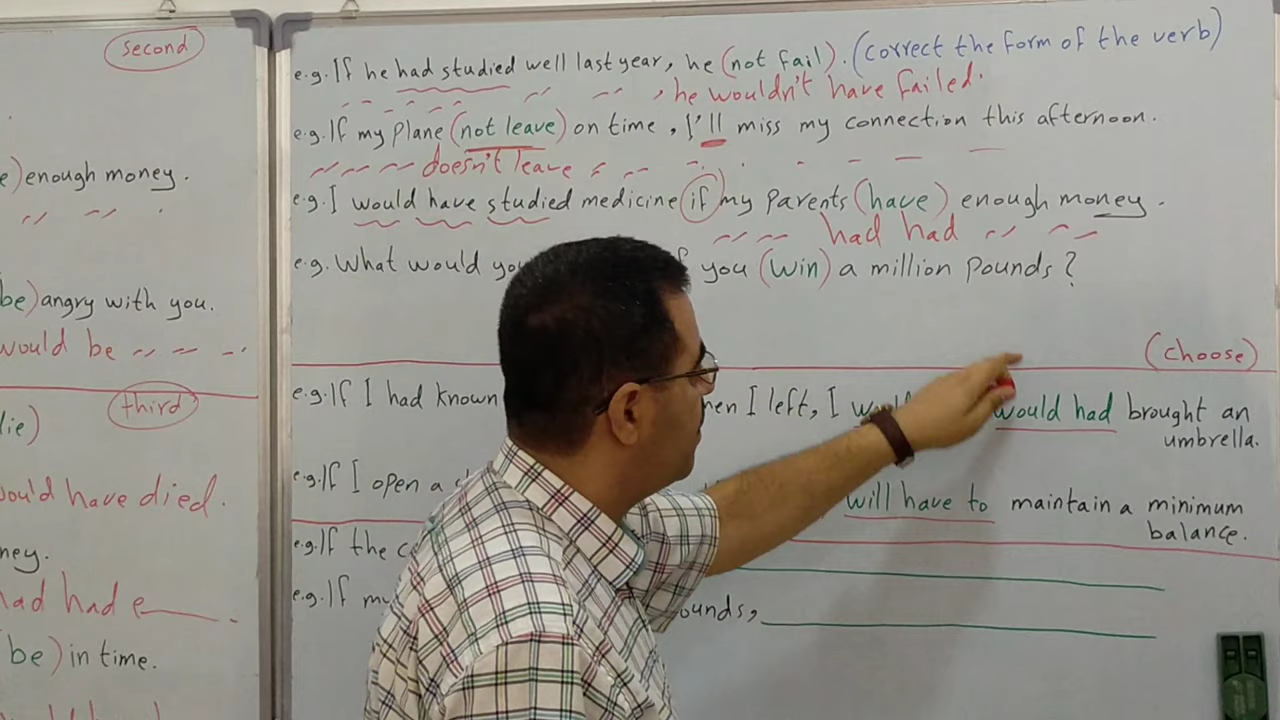 second
e) enough money.
be) angry with you.
would be
third
lie)
ould have died.
ney.
had had e
be) in time.
e.g. If he had studied well last year, he (not fail). (correct the form of the verb)
, he wouldn't have failed.
e.g. If my plane (not leave) on time, I'll miss my connection this afternoon.
doesn't leave
e.g. I would have studied medicine if my parents (have) enough money.
had had
e.g. What would you you (win) a million pounds?
(choose)
e.g. If I had known hen I left, I would had brought an
umbrella.
e.g. If I open a will have to maintain a minimum
balance.
e.g. If the
e.g. If ounds,